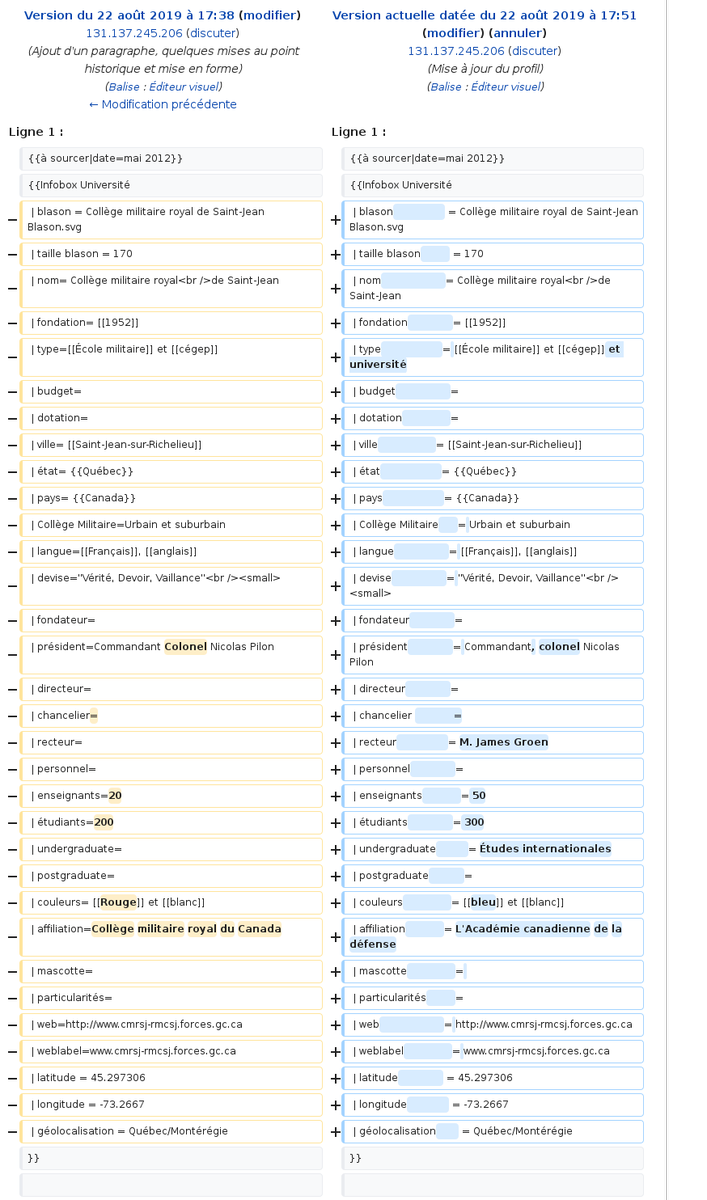 Version du 22 août 2019 à 17:38 (modifier)
131.137.245.206 (discuter)
(Ajout d'un paragraphe, quelques mises au point
historique et mise en forme)
(Balise : Éditeur visuel)
← Modification précédente
Version actuelle datée du 22 août 2019 à 17:51
(modifier) (annuler)
131.137.245.206 (discuter)
(Mise à jour du profil)
(Balise : Éditeur visuel)
Ligne 1 :
Ligne 1 :
{{à sourcer|date=mai 2012}}
{{à sourcer|date=mai 2012}}
{{Infobox Université
{{Infobox Université
− | blason = Collège militaire royal de Saint-Jean
Blason.svg
+ | blason = Collège militaire royal de Saint-Jean
Blason.svg
− | taille blason = 170
+ | taille blason = 170
− | nom= Collège militaire royal<br />de Saint-Jean
+ | nom = Collège militaire royal<br />de
Saint-Jean
− | fondation= [[1952]]
+ | fondation = [[1952]]
− | type=[[École militaire]] et [[cégep]]
+ | type = [[École militaire]] et [[cégep]] et
université
− | budget=
+ | budget =
− | dotation=
+ | dotation =
− | ville= [[Saint-Jean-sur-Richelieu]]
+ | ville = [[Saint-Jean-sur-Richelieu]]
− | état= {{Québec}}
+ | état = {{Québec}}
− | pays= {{Canada}}
+ | pays = {{Canada}}
− | Collège Militaire=Urbain et suburbain
+ | Collège Militaire = Urbain et suburbain
− | langue=[[Français]], [[anglais]]
+ | langue = [[Français]], [[anglais]]
− | devise="Vérité, Devoir, Vaillance"<br /><small>
+ | devise = "Vérité, Devoir, Vaillance"<br />
<small>
− | fondateur=
+ | fondateur =
− | président=Commandant Colonel Nicolas Pilon
+ | président = Commandant, colonel Nicolas
Pilon
− | directeur=
+ | directeur =
− | chancelier=
+ | chancelier =
− | recteur=
+ | recteur = M. James Groen
− | personnel=
+ | personnel =
− | enseignants=20
+ | enseignants = 50
− | étudiants=200
+ | étudiants = 300
− | undergraduate=
+ | undergraduate = Études internationales
− | postgraduate=
+ | postgraduate =
− | couleurs= [[Rouge]] et [[blanc]]
+ | couleurs = [[bleu]] et [[blanc]]
− | affiliation=Collège militaire royal du Canada
+ | affiliation = L'Académie canadienne de la
défense
− | mascotte=
+ | mascotte =
− | particularités=
+ | particularités =
− | web=http://www.cmrsj-rmcsj.forces.gc.ca
+ | web = http://www.cmrsj-rmcsj.forces.gc.ca
− | weblabel=www.cmrsj-rmcsj.forces.gc.ca
+ | weblabel = www.cmrsj-rmcsj.forces.gc.ca
− | latitude = 45.297306
+ | latitude = 45.297306
− | longitude = -73.2667
+ | longitude = -73.2667
− | géolocalisation = Québec/Montérégie
+ | géolocalisation = Québec/Montérégie
}}
}}